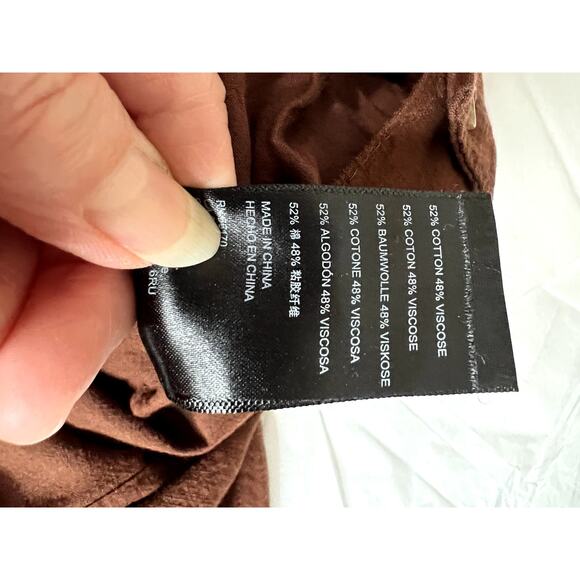 52% COTTON 48% VISCOSE
52% COTON 48% VISCOSE
52% BAUMWOLLE 48% VISKOSE
52% COTONE 48% VISCOSA
52% ALGODÓN 48% VISCOSA
52% 棉 48% 粘胶纤维
MADE IN CHINA
HECHO EN CHINA